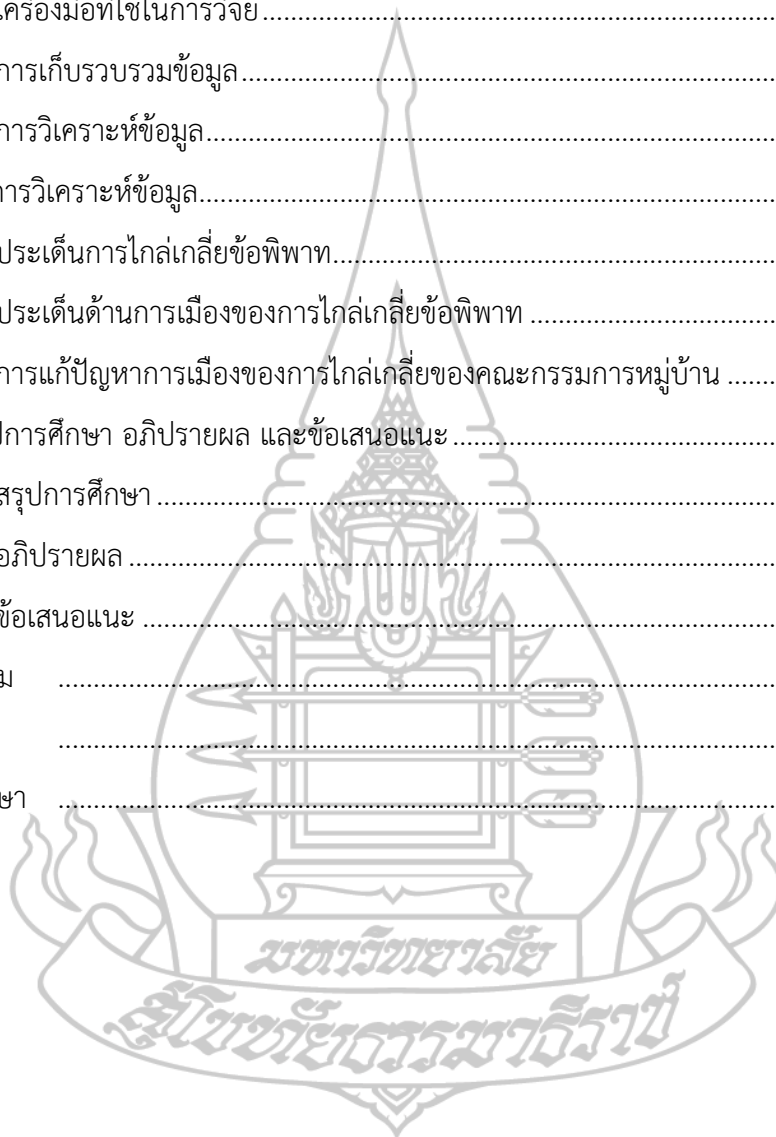 เครื่องมือที่ใช้ในการวิจัย
การเก็บรวบรวมข้อมูล
การวิเคราะห์ข้อมูล
การวิเคราะห์ข้อมูล
ประเด็นการไกล่เกลี่ยข้อพิพาท
ประเด็นด้านการเมืองของการไกล่เกลี่ยข้อพิพาท
การแก้ปัญหาการเมืองของการไกล่เกลี่ยของคณะกรรมการหมู่บ้าน
ปการศึกษา อภิปรายผล และข้อเสนอแนะ
สรุปการศึกษา
อภิปรายผล
ข้อเสนอแนะ
ม
ษา
มหาวิทยาลัย
สุโขทัยธรรมาธิราช